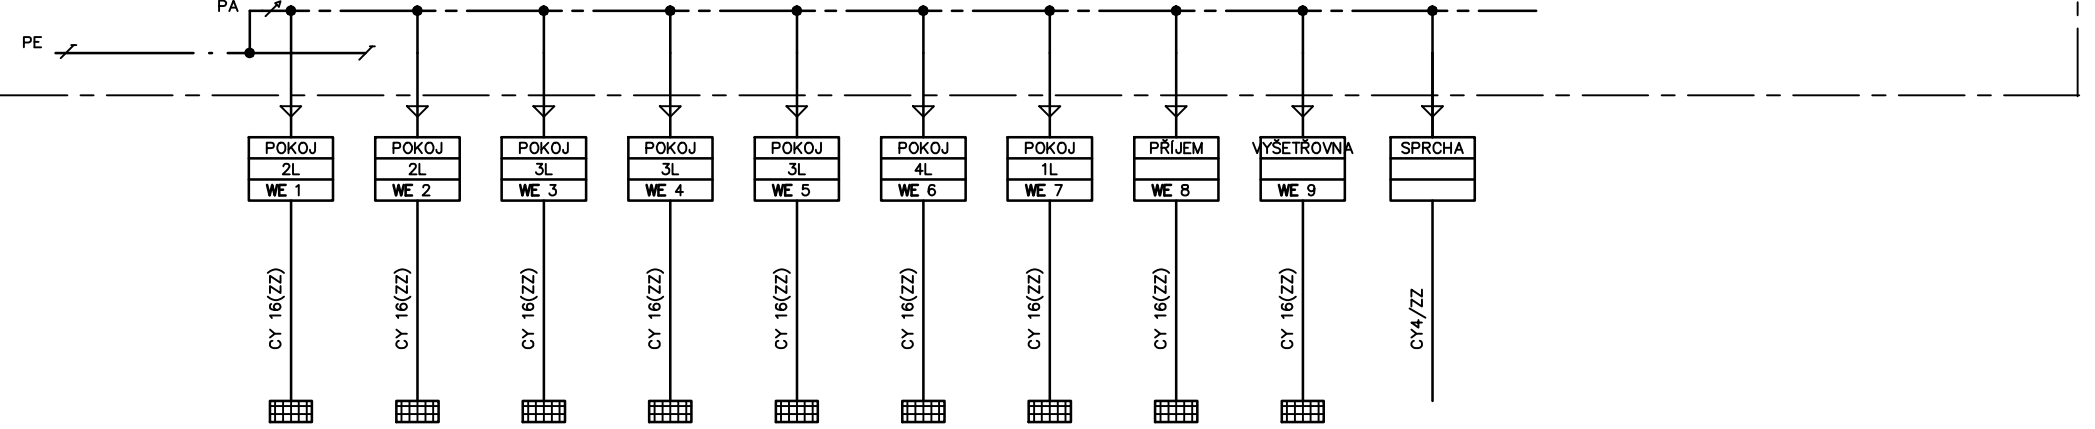 PA
PE
POKOJ POKOJ POKOJ POKOJ POKOJ POKOJ POKOJ PŘÍJEM VYŠETŘOVNA SPRCHA
2L 2L 3L 3L 3L 4L 1L
WE 1 WE 2 WE 3 WE 4 WE 5 WE 6 WE 7 WE 8 WE 9
CY 16(ZZ) CY 16(ZZ) CY 16(ZZ) CY 16(ZZ) CY 16(ZZ) CY 16(ZZ) CY 16(ZZ) CY 16(ZZ) CY 16(ZZ) CY4/ZZ